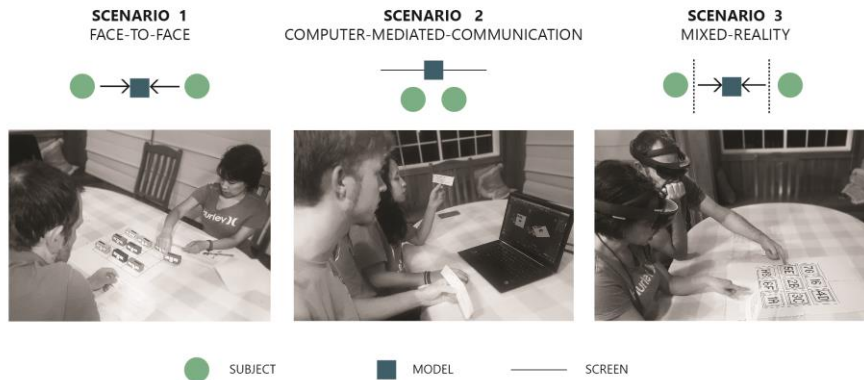 SCENARIO 1
FACE-TO-FACE
SCENARIO 2
COMPUTER-MEDIATED-COMMUNICATION
SCENARIO 3
MIXED-REALITY
Hurley
SUBJECT
MODEL
SCREEN